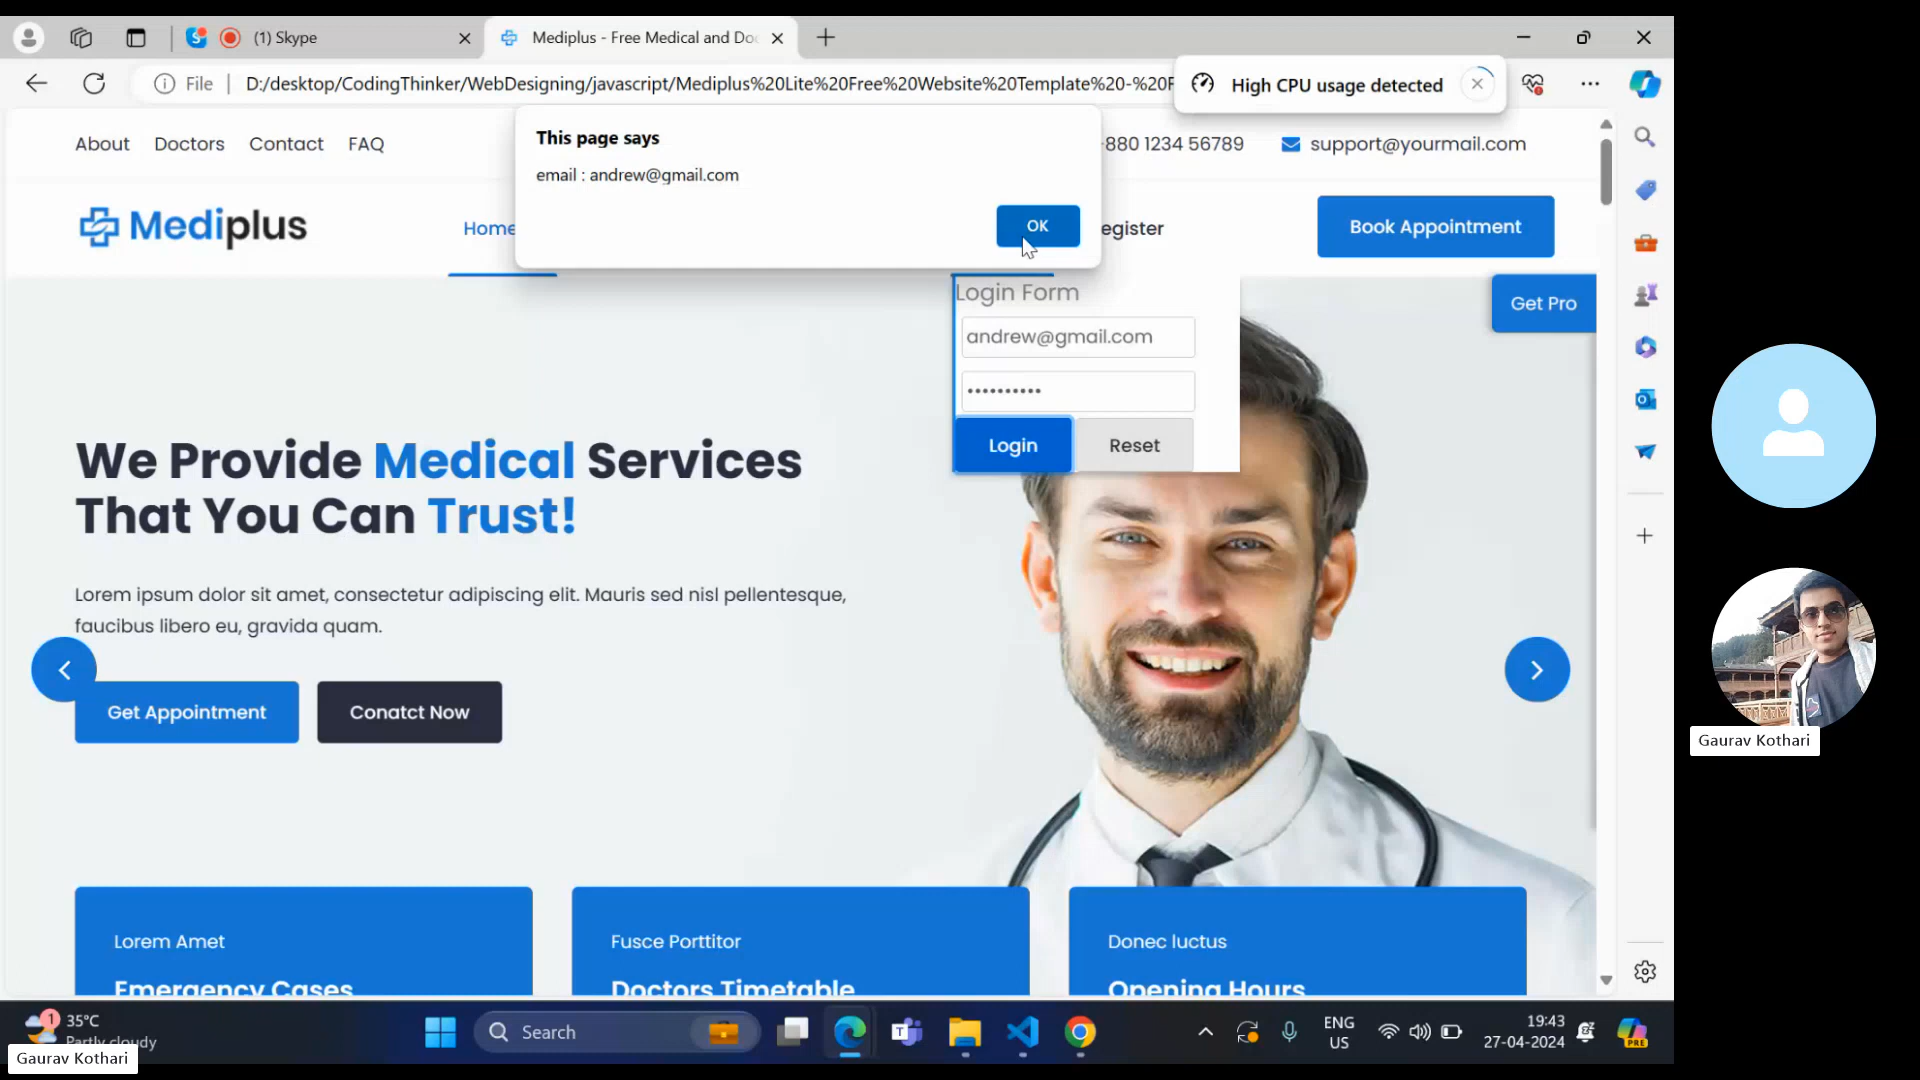 (1) Skype
Mediplus - Free Medical and Do
File
D:/desktop/CodingThinker/WebDesigning/javascript/Mediplus%20Lite%20Free%20Website%20Template%20-%20F
High CPU usage detected
This page says
email : andrew@gmail.com
OK
About
Doctors
Contact
FAQ
880 1234 56789
support@yourmail.com
Mediplus
Home
egister
Book Appointment
Get Pro
Login Form
andrew@gmail.com
Login
Reset
We Provide Medical Services
That You Can Trust!
Lorem ipsum dolor sit amet, consectetur adipiscing elit. Mauris sed nisl pellentesque,
faucibus libero eu, gravida quam.
Get Appointment
Conatct Now
Lorem Amet
Emergency Cases
Fusce Porttitor
Doctors Timetable
Donec luctus
Opening Hours
Gaurav Kothari
1
35°C
Partly cloudy
Search
ENG
US
19:43
27-04-2024
PRE
Gaurav Kothari